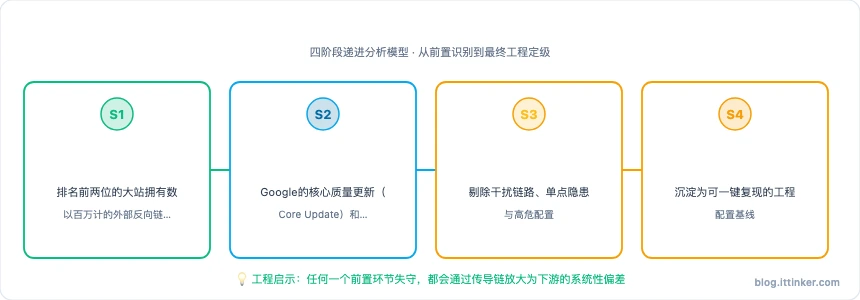 四阶段递进分析模型 · 从前置识别到最终工程定级
S1
排名前两位的大站拥有数
以百万计的外部反向链...
S2
Google的核心质量更新（
Core Update）和...
S3
剔除干扰链路、单点隐患
与高危配置
S4
沉淀为可一键复现的工程
配置基线
💡 工程启示：任何一个前置环节失守，都会通过传导链放大为下游的系统性偏差
blog.ittinker.com